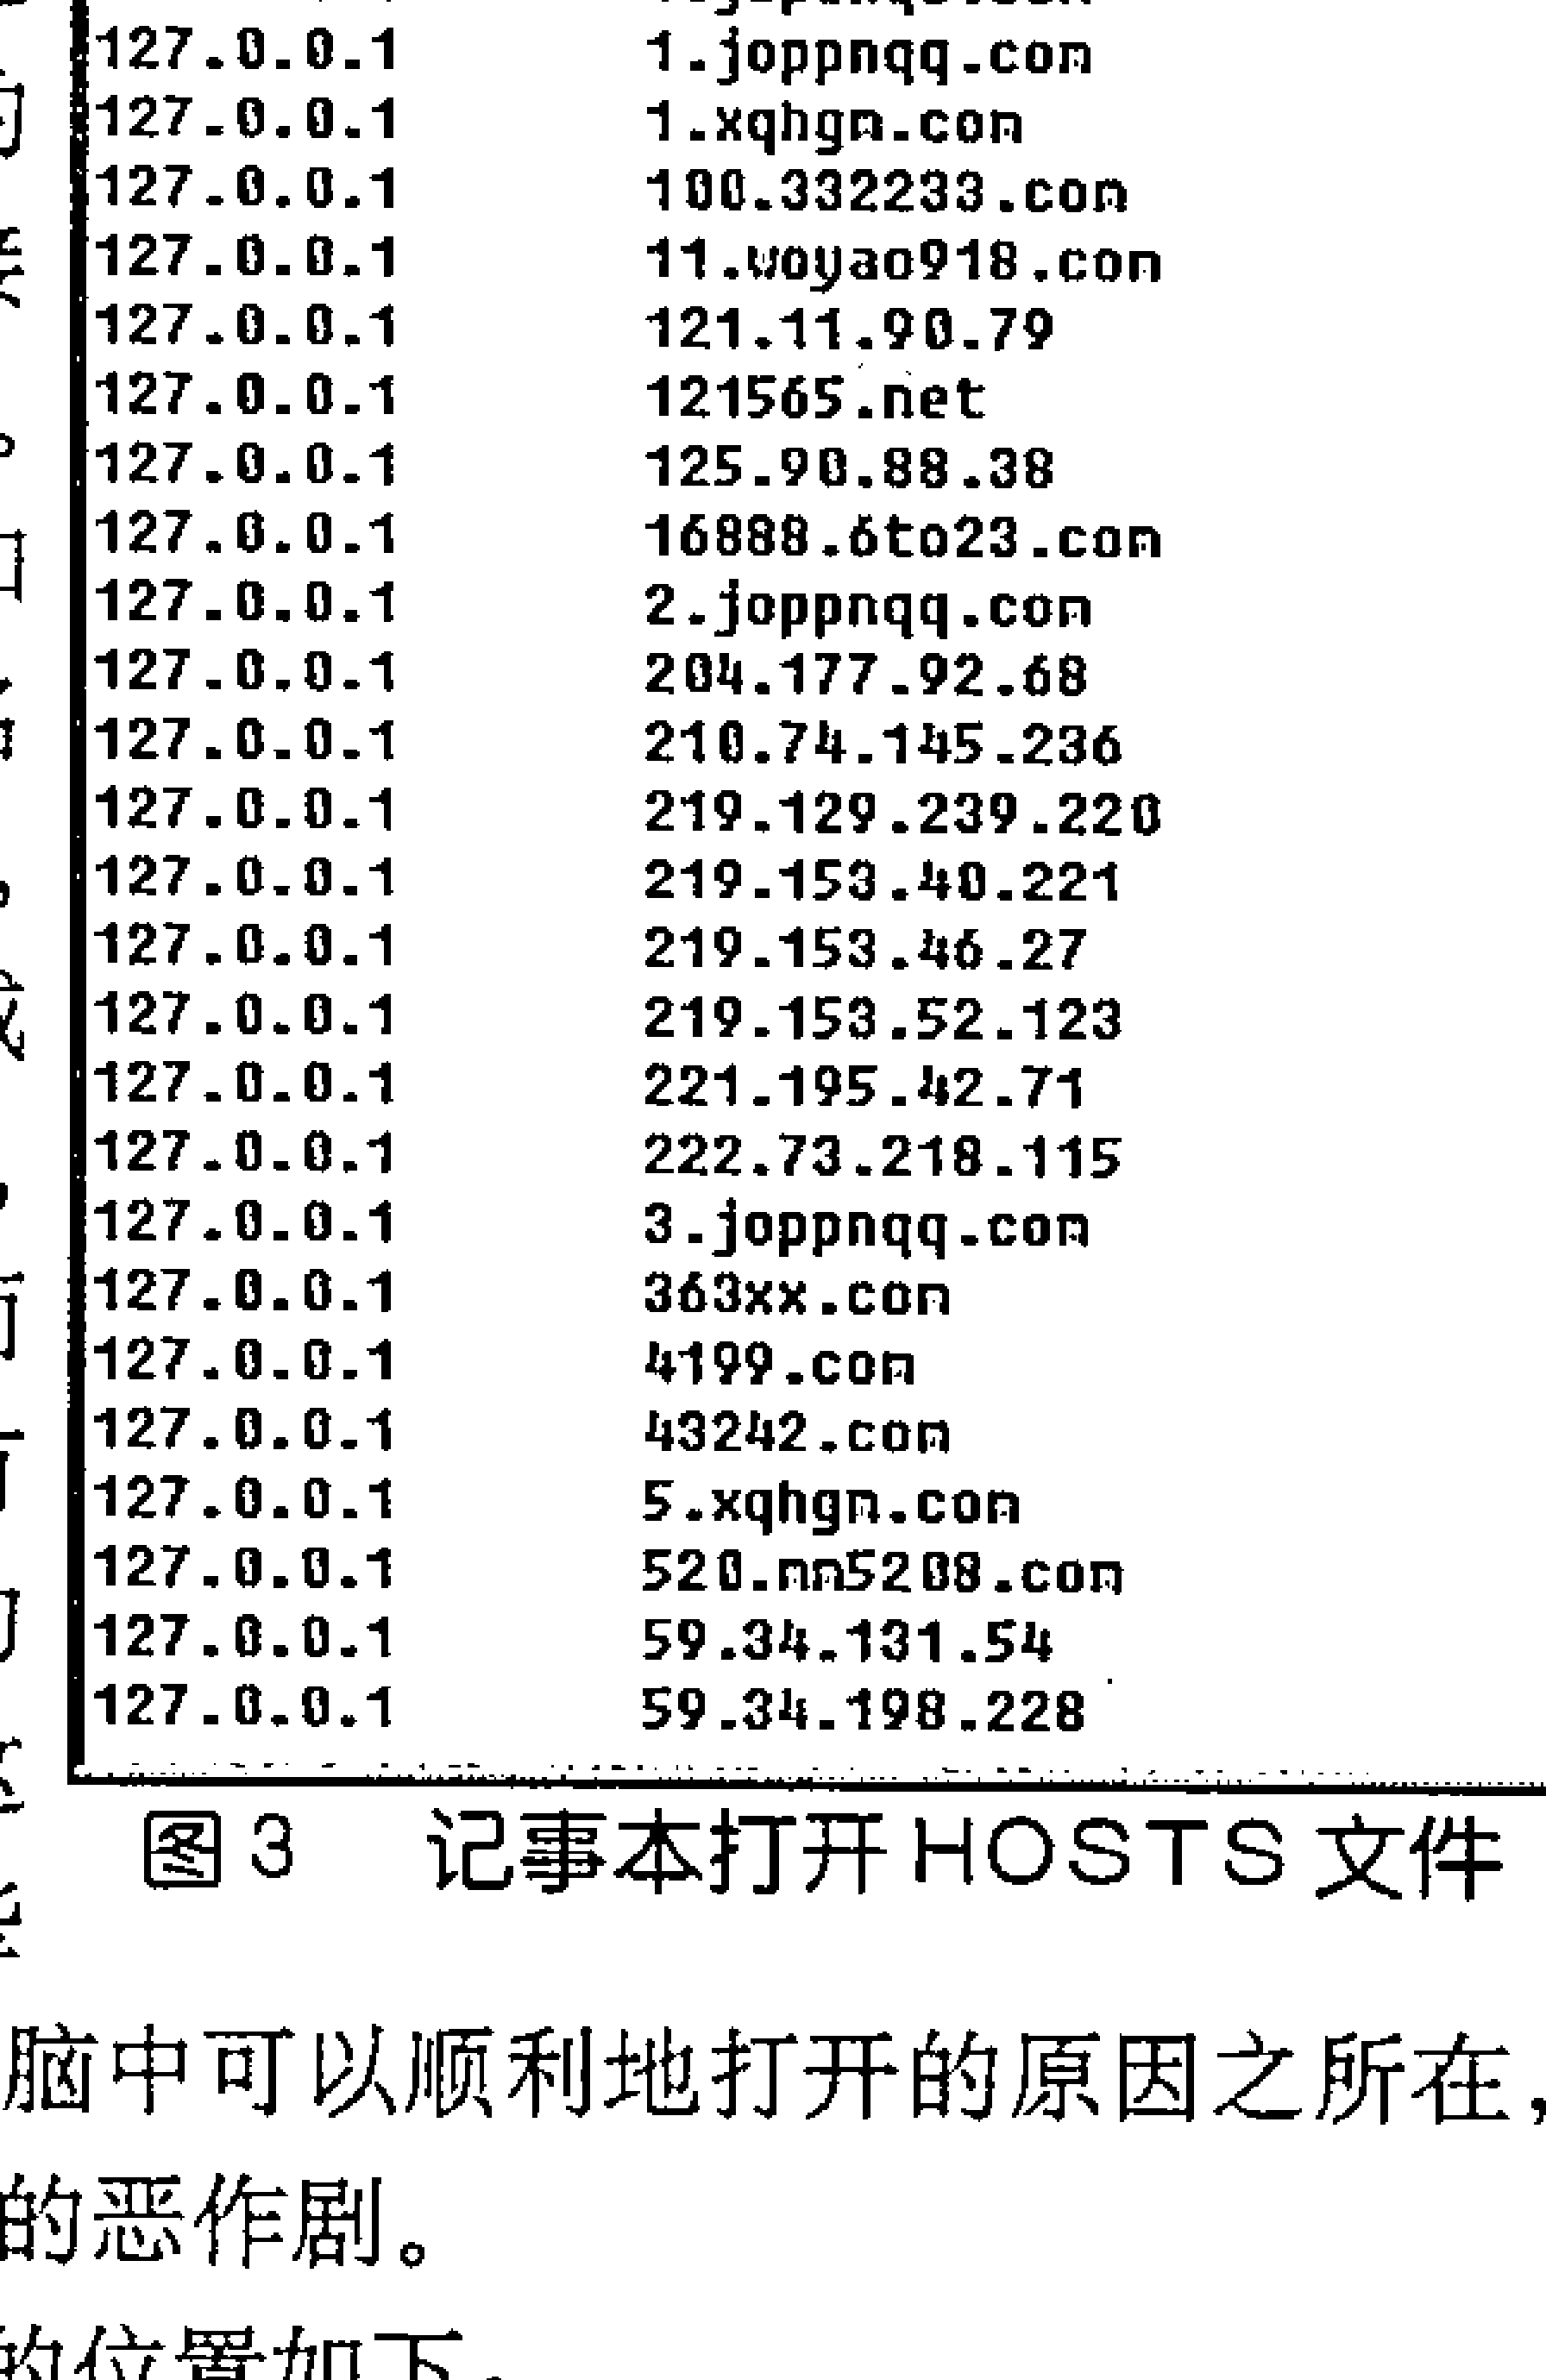 127.0.0.1 1.joppnqq.com
127.0.0.1 1.xqhgm.com
127.0.0.1 100.332233.com
127.0.0.1 11.woyao918.com
127.0.0.1 121.11.90.79
127.0.0.1 121565.net
127.0.0.1 125.90.88.38
127.0.0.1 16888.6to23.com
127.0.0.1 2.joppnqq.com
127.0.0.1 204.177.92.68
127.0.0.1 210.74.145.236
127.0.0.1 219.129.239.220
127.0.0.1 219.153.40.221
127.0.0.1 219.153.46.27
127.0.0.1 219.153.52.123
127.0.0.1 221.195.42.71
127.0.0.1 222.73.218.115
127.0.0.1 3.joppnqq.com
127.0.0.1 363xx.com
127.0.0.1 4199.com
127.0.0.1 43242.com
127.0.0.1 5.xqhgm.com
127.0.0.1 520.mm5208.com
127.0.0.1 59.34.131.54
127.0.0.1 59.34.198.228
图3 记事本打开HOSTS文件
脑中可以顺利地打开的原因之所在,
的恶作剧。
的位置如下: